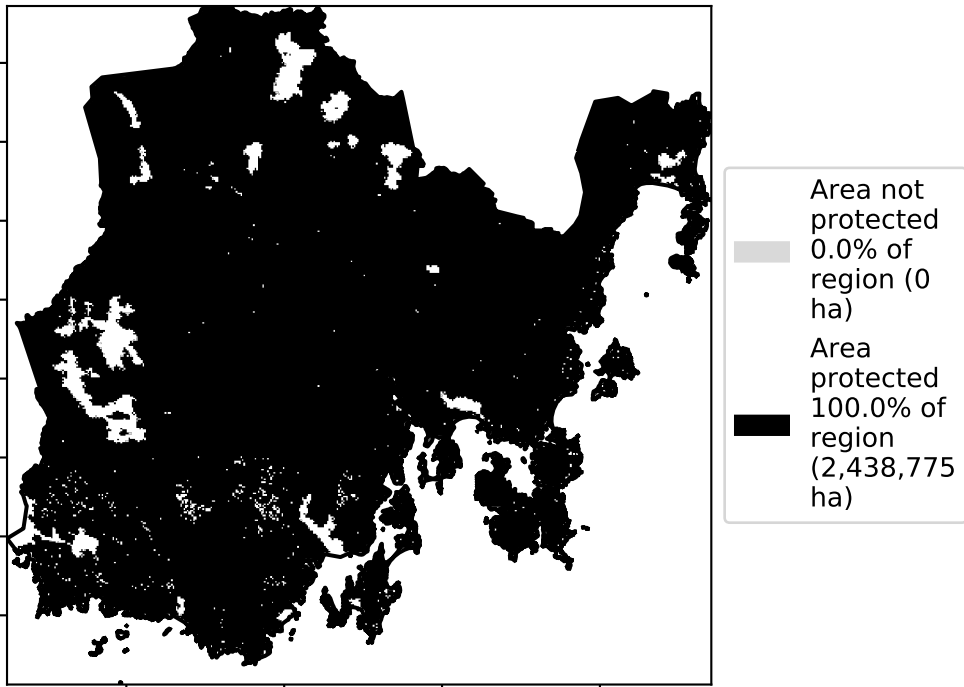 Area not
protected
0.0% of
region (0
ha)
Area
protected
100.0% of
region
(2,438,775
ha)